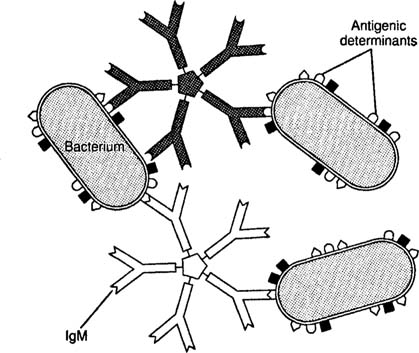 Antigenic
determinants
Bacterium
IgM